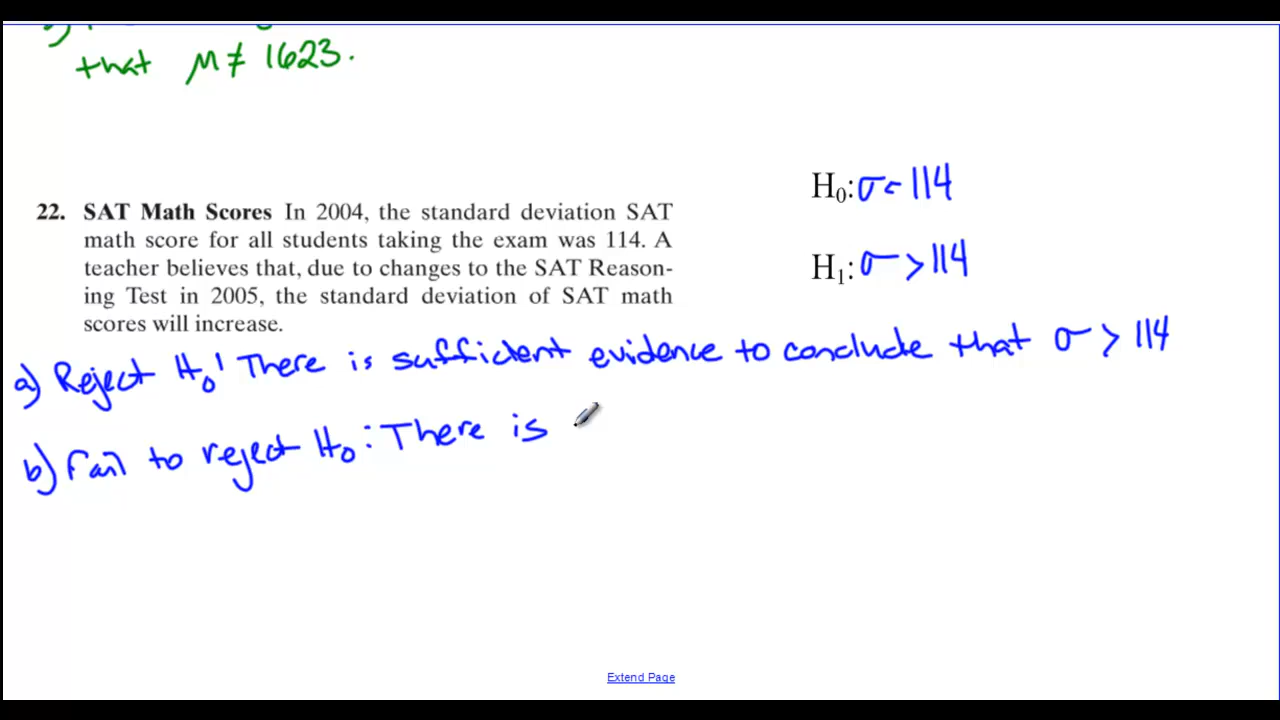 that μ ≠ 1623.
H₀: σ = 114
22. SAT Math Scores In 2004, the standard deviation SAT
math score for all students taking the exam was 114. A
teacher believes that, due to changes to the SAT Reason-
ing Test in 2005, the standard deviation of SAT math
scores will increase.
H₁: σ > 114
a) Reject H₀! There is sufficient evidence to conclude that σ > 114
b) Fail to reject H₀: There is
Extend Page